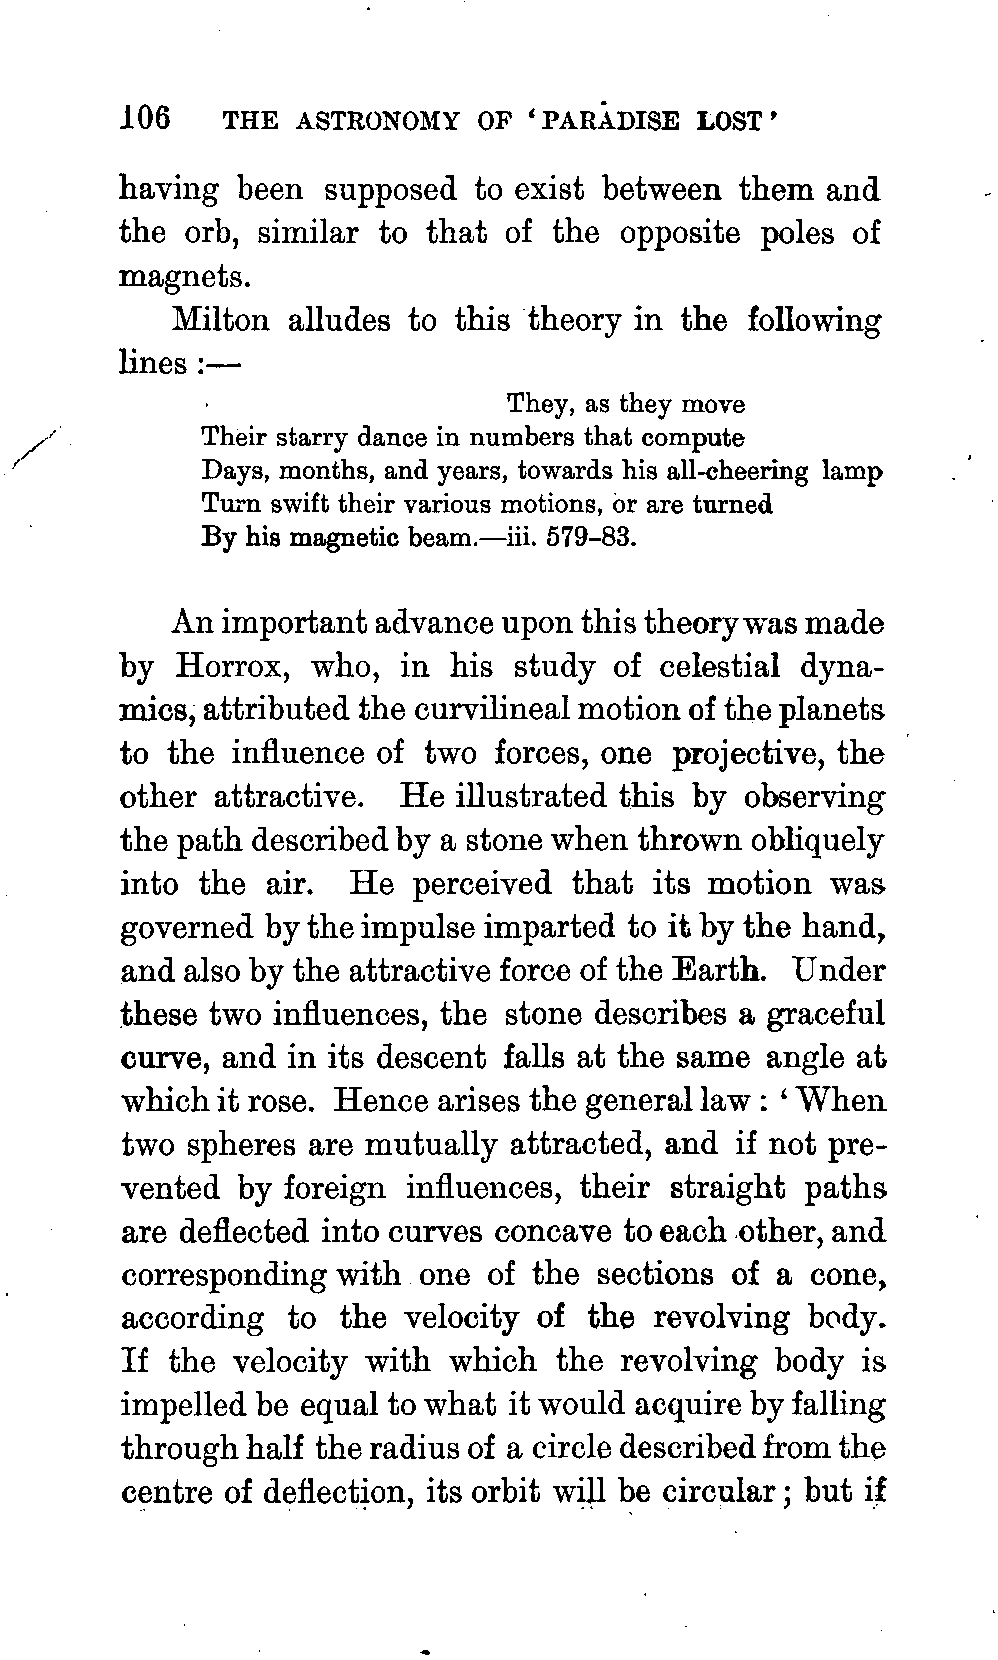 106 THE ASTRONOMY OF ‘PARADISE LOST’
having been supposed to exist between them and
the orb, similar to that of the opposite poles of
magnets.
Milton alludes to this theory in the following
lines :—
They, as they move
Their starry dance in numbers that compute
Days, months, and years, towards his all-cheering lamp
Turn swift their various motions, or are turned
By his magnetic beam.—iii. 579–83.
An important advance upon this theory was made
by Horrox, who, in his study of celestial dyna-
mics, attributed the curvilineal motion of the planets
to the influence of two forces, one projective, the
other attractive. He illustrated this by observing
the path described by a stone when thrown obliquely
into the air. He perceived that its motion was
governed by the impulse imparted to it by the hand,
and also by the attractive force of the Earth. Under
these two influences, the stone describes a graceful
curve, and in its descent falls at the same angle at
which it rose. Hence arises the general law : ‘ When
two spheres are mutually attracted, and if not pre-
vented by foreign influences, their straight paths
are deflected into curves concave to each other, and
corresponding with one of the sections of a cone,
according to the velocity of the revolving body.
If the velocity with which the revolving body is
impelled be equal to what it would acquire by falling
through half the radius of a circle described from the
centre of deflection, its orbit will be circular ; but if